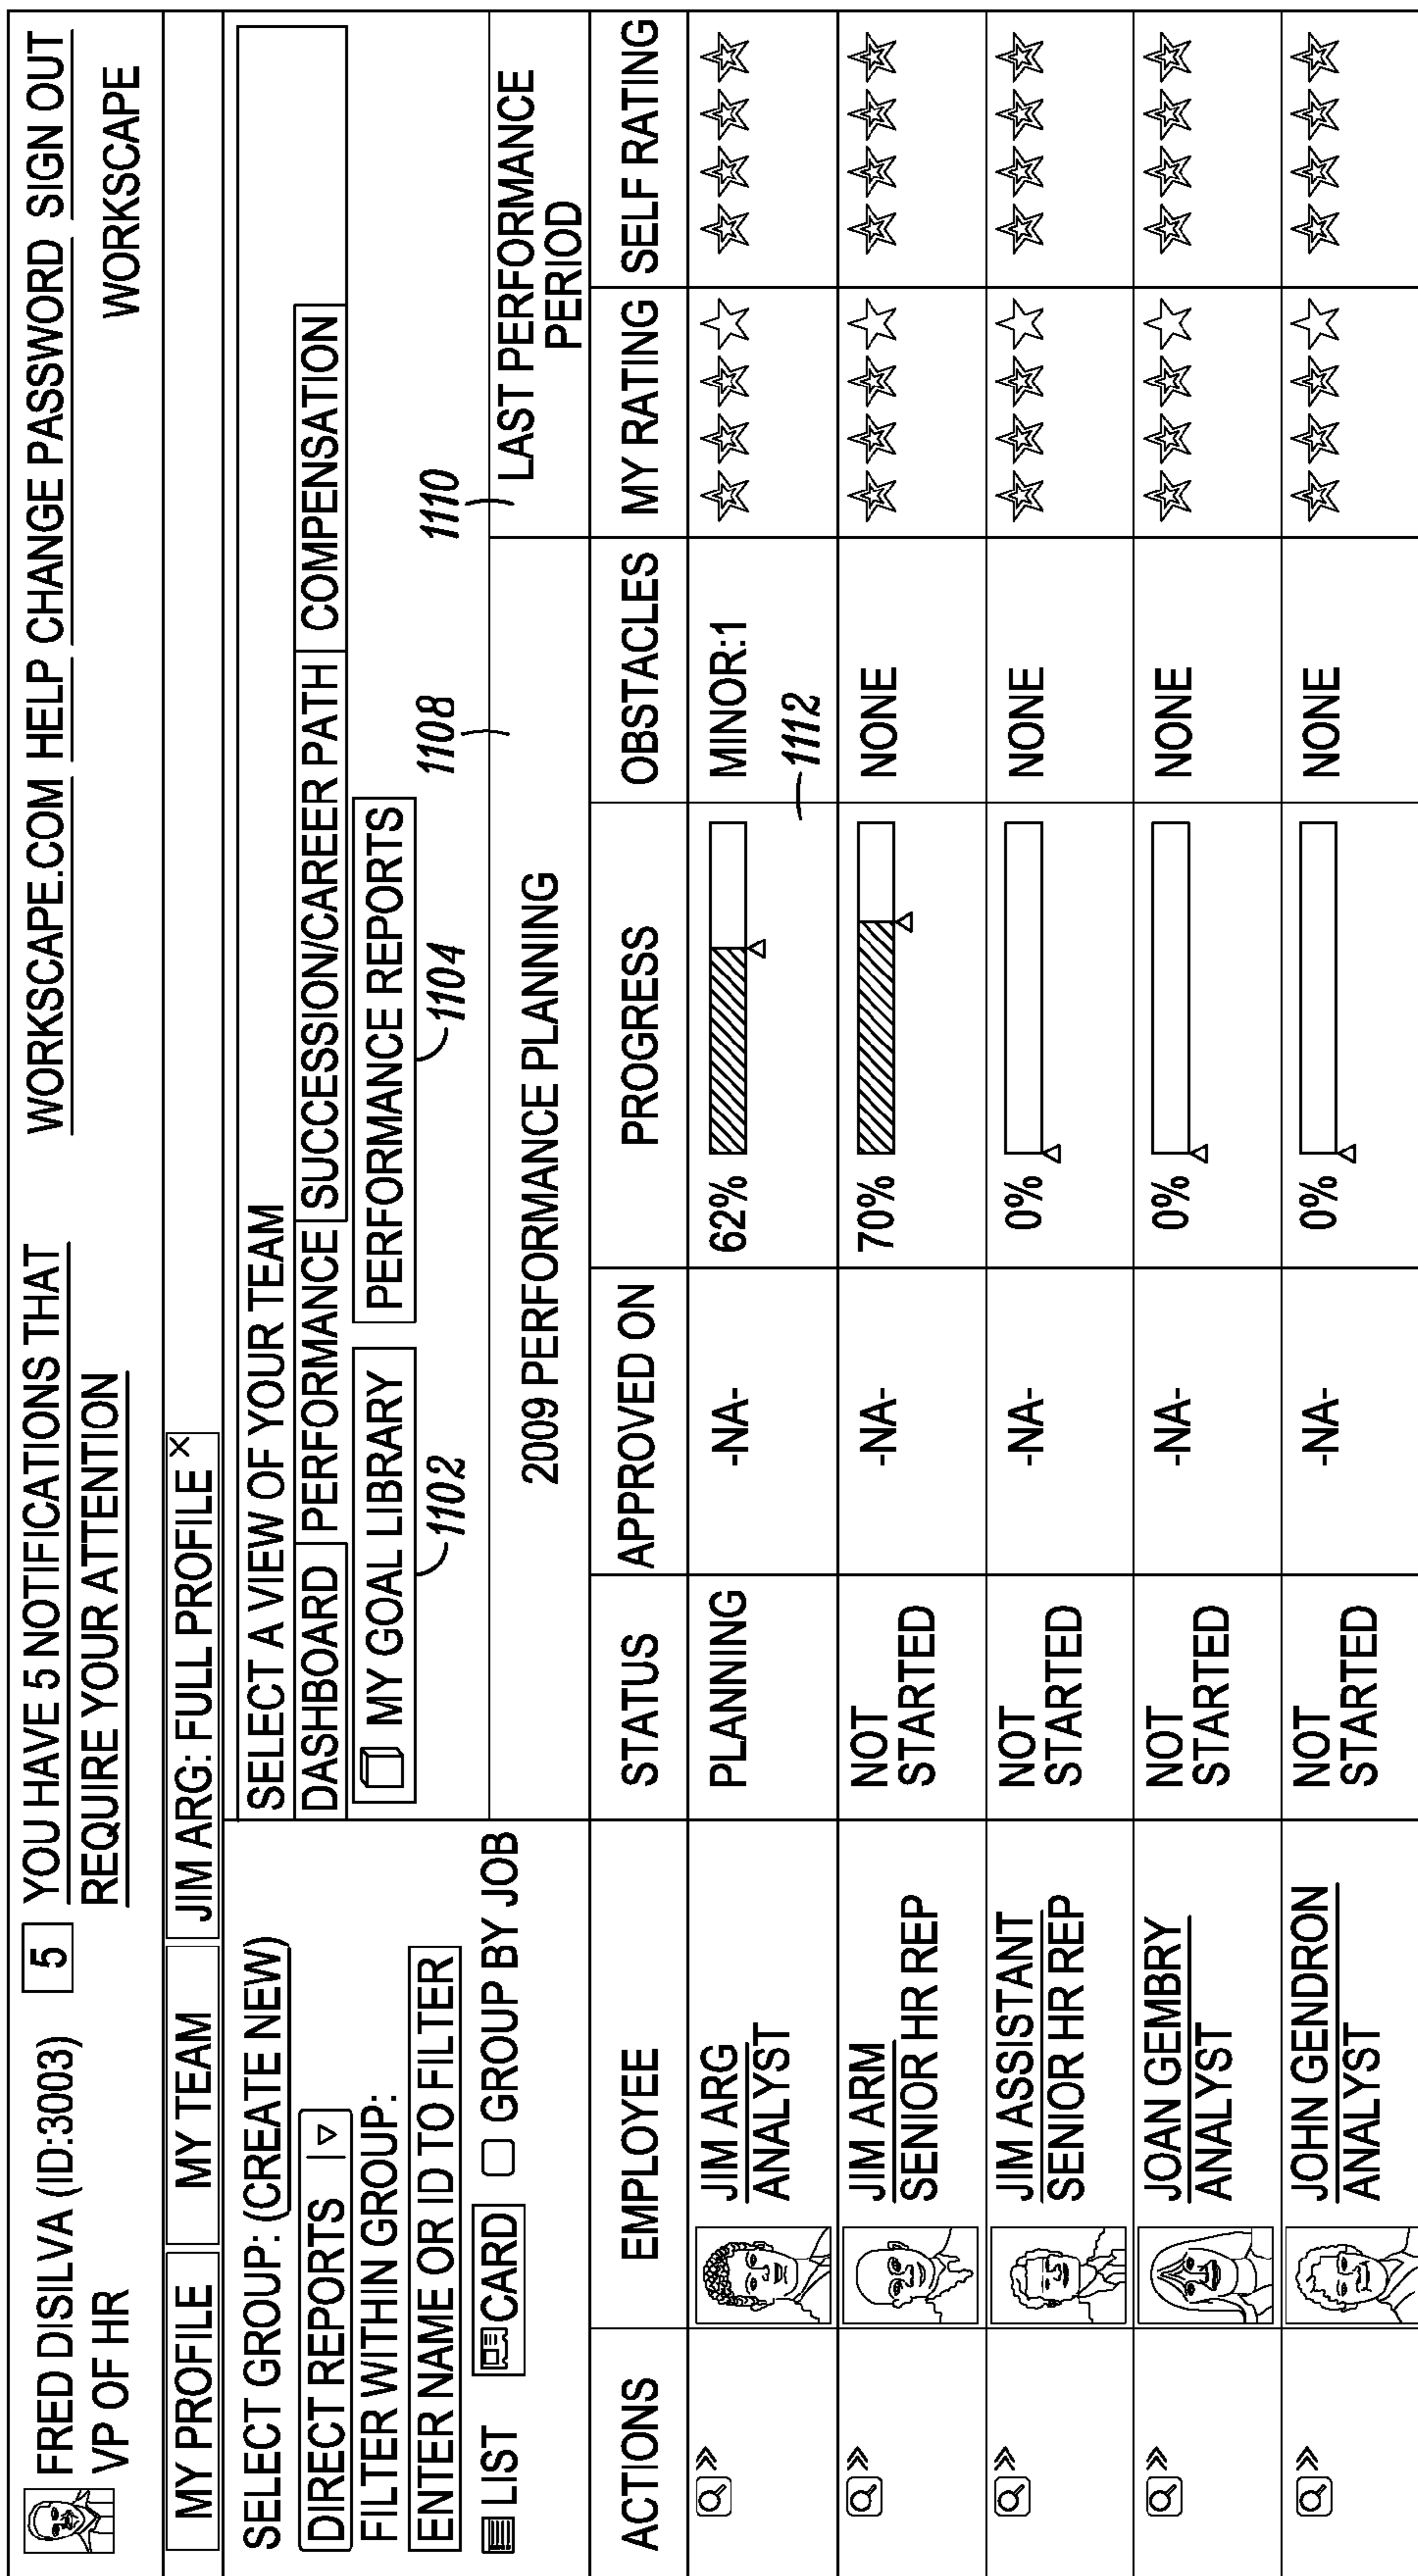 FRED DISILVA (ID:3003) 5 YOU HAVE 5 NOTIFICATIONS THAT WORKSCAPE.COM HELP CHANGE PASSWORD SIGN OUT
VP OF HR REQUIRE YOUR ATTENTION WORKSCAPE
MY PROFILE MY TEAM JIM ARG: FULL PROFILE X
SELECT GROUP: (CREATE NEW)
DIRECT REPORTS
FILTER WITHIN GROUP:
ENTER NAME OR ID TO FILTER
LIST CARD GROUP BY JOB
SELECT A VIEW OF YOUR TEAM
DASHBOARD PERFORMANCE SUCCESSION/CAREER PATH COMPENSATION
MY GOAL LIBRARY PERFORMANCE REPORTS
1102 1104 1108 1110
2009 PERFORMANCE PLANNING LAST PERFORMANCE
PERIOD
ACTIONS EMPLOYEE STATUS APPROVED ON PROGRESS OBSTACLES MY RATING SELF RATING
JIM ARG PLANNING -NA- 62% MINOR:1
ANALYST
1112
JIM ARM NOT -NA- 70% NONE
SENIOR HR REP STARTED
JIM ASSISTANT NOT -NA- 0% NONE
SENIOR HR REP STARTED
JOAN GEMBRY NOT -NA- 0% NONE
ANALYST STARTED
JOHN GENDRON NOT -NA- 0% NONE
ANALYST STARTED